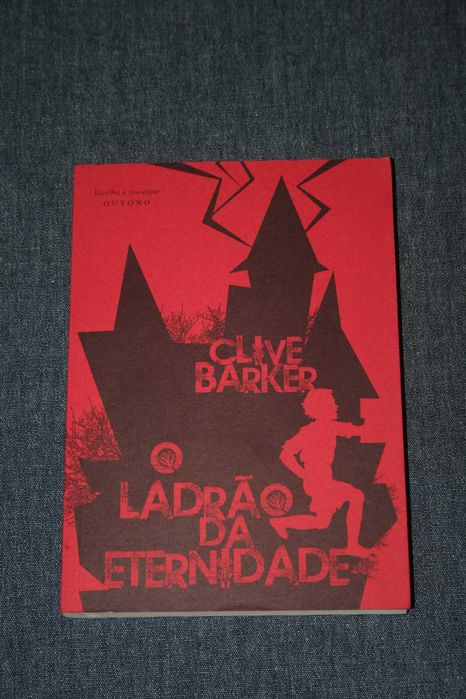 Escolha a sua capa:
OUTONO
CLIVE
BARKER
O
LADRÃO
DA
ETERNIDADE